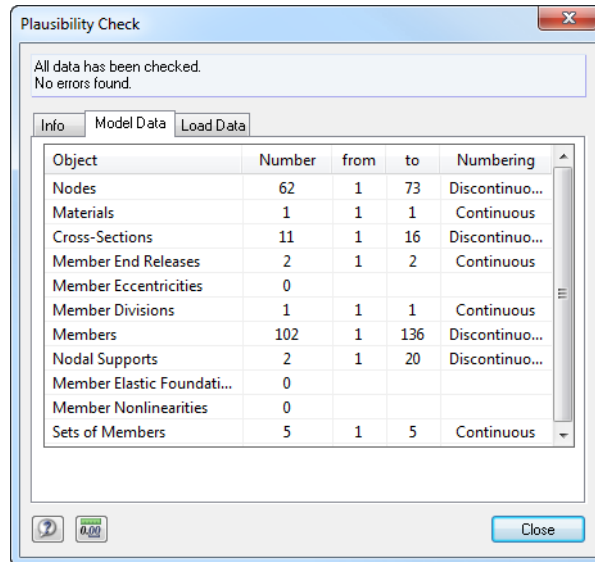 Plausibility Check
All data has been checked.
No errors found.
Info Model Data Load Data
Object Number from to Numbering
Nodes 62 1 73 Discontinuo...
Materials 1 1 1 Continuous
Cross-Sections 11 1 16 Discontinuo...
Member End Releases 2 1 2 Continuous
Member Eccentricities 0
Member Divisions 1 1 1 Continuous
Members 102 1 136 Discontinuo...
Nodal Supports 2 1 20 Discontinuo...
Member Elastic Foundati... 0
Member Nonlinearities 0
Sets of Members 5 1 5 Continuous
0.00 Close